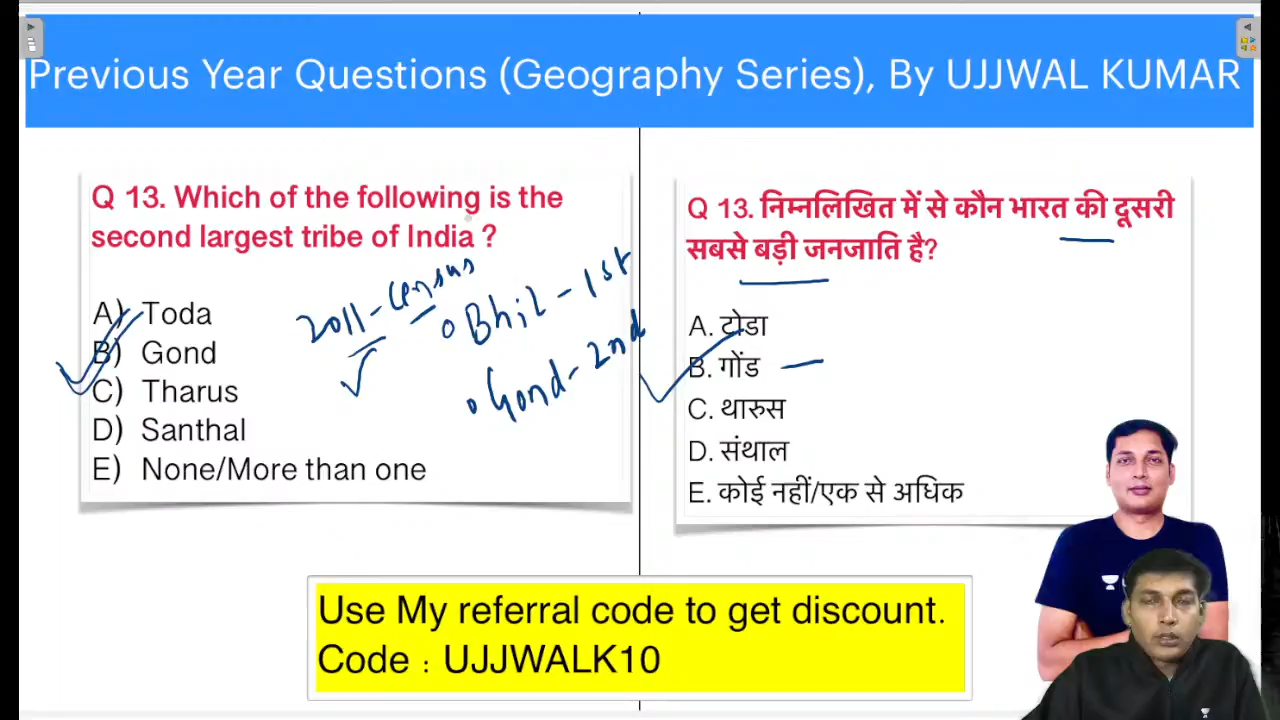 Previous Year Questions (Geography Series), By UJJWAL KUMAR
Q 13. Which of the following is the
second largest tribe of India ?
A) Toda
B) Gond
C) Tharus
D) Santhal
E) None/More than one
2011-Census
Bhil - 1st
Gond - 2nd
Q 13. निम्नलिखित में से कौन भारत की दूसरी
सबसे बड़ी जनजाति है?
A. टोडा
B. गोंड
C. थारुस
D. संथाल
E. कोई नहीं/एक से अधिक
Use My referral code to get discount.
Code : UJJWALK10